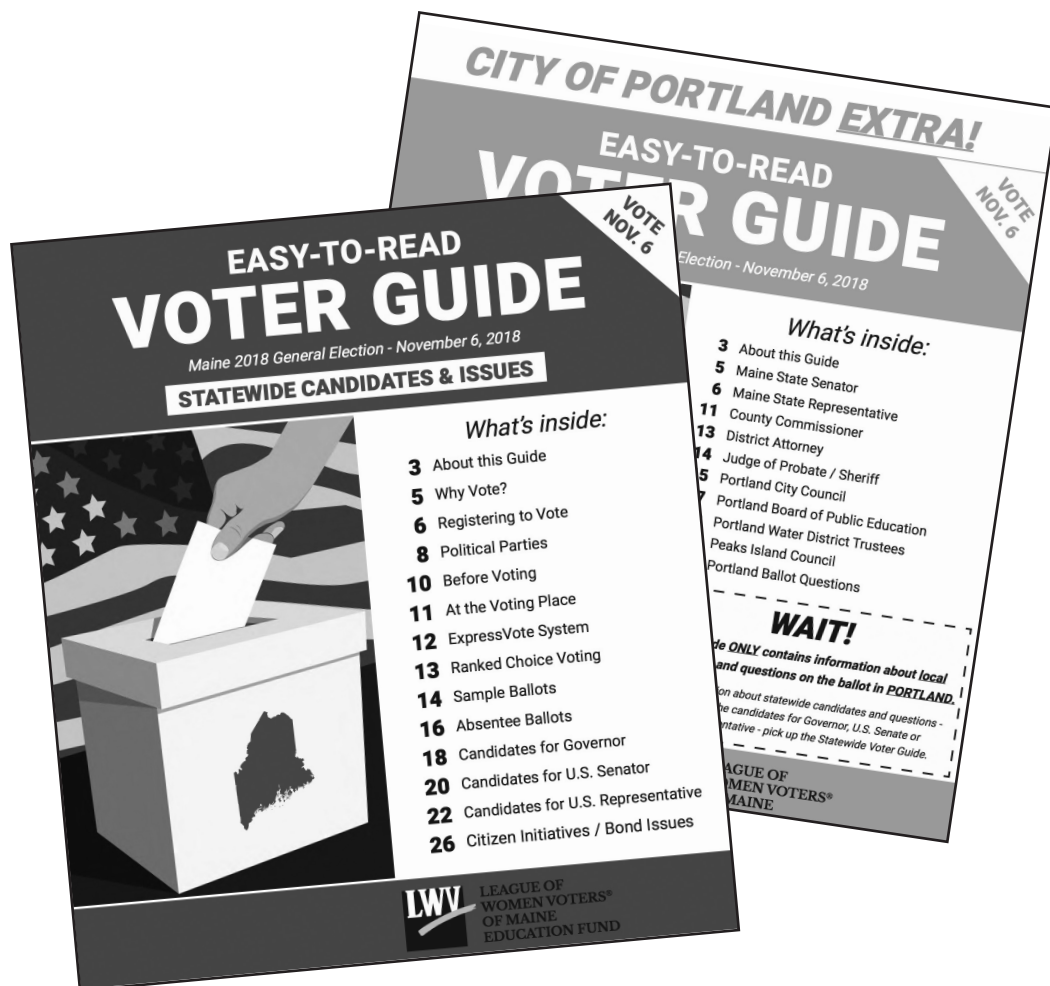 CITY OF PORTLAND EXTRA!
EASY-TO-READ
GUIDE
VOTE
NOV. 6
Election - November 6, 2018
What's inside:
3 About this Guide
5 Maine State Senator
6 Maine State Representative
11 County Commissioner
13 District Attorney
14 Judge of Probate / Sheriff
5 Portland City Council
7 Portland Board of Public Education
Portland Water District Trustees
Peaks Island Council
Portland Ballot Questions
WAIT!
ONLY contains information about local
and questions on the ballot in PORTLAND.
about statewide candidates and questions -
candidates for Governor, U.S. Senate or
- pick up the Statewide Voter Guide.
OF
VOTERS®
MAINE
EASY-TO-READ
VOTER GUIDE
VOTE
NOV. 6
Maine 2018 General Election - November 6, 2018
STATEWIDE CANDIDATES & ISSUES
What's inside:
3 About this Guide
5 Why Vote?
6 Registering to Vote
8 Political Parties
10 Before Voting
11 At the Voting Place
12 ExpressVote System
13 Ranked Choice Voting
14 Sample Ballots
16 Absentee Ballots
18 Candidates for Governor
20 Candidates for U.S. Senator
22 Candidates for U.S. Representative
26 Citizen Initiatives / Bond Issues
LWV
LEAGUE OF
WOMEN VOTERS®
OF MAINE
EDUCATION FUND